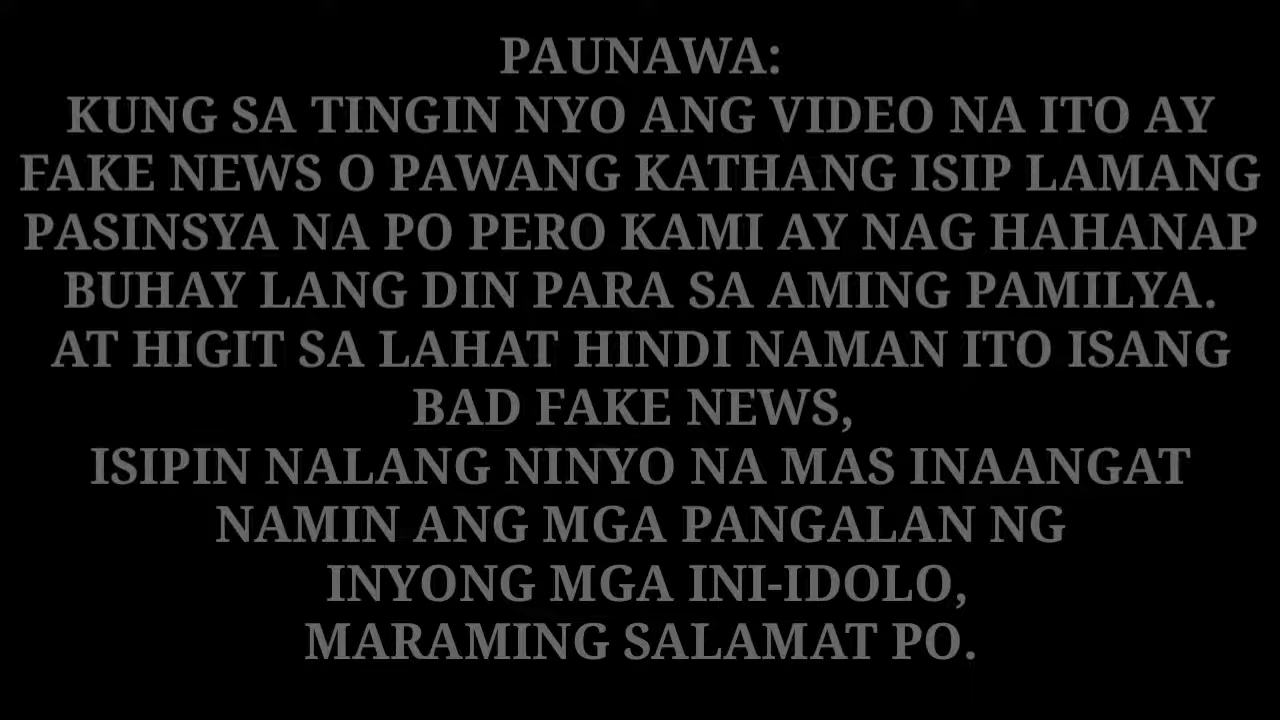 PAUNAWA:
KUNG SA TINGIN NYO ANG VIDEO NA ITO AY
FAKE NEWS O PAWANG KATHANG ISIP LAMANG
PASINSYA NA PO PERO KAMI AY NAG HAHANAP
BUHAY LANG DIN PARA SA AMING PAMILYA.
AT HIGIT SA LAHAT HINDI NAMAN ITO ISANG
BAD FAKE NEWS,
ISIPIN NALANG NINYO NA MAS INAANGAT
NAMIN ANG MGA PANGALAN NG
INYONG MGA INI-IDOLO,
MARAMING SALAMAT PO.